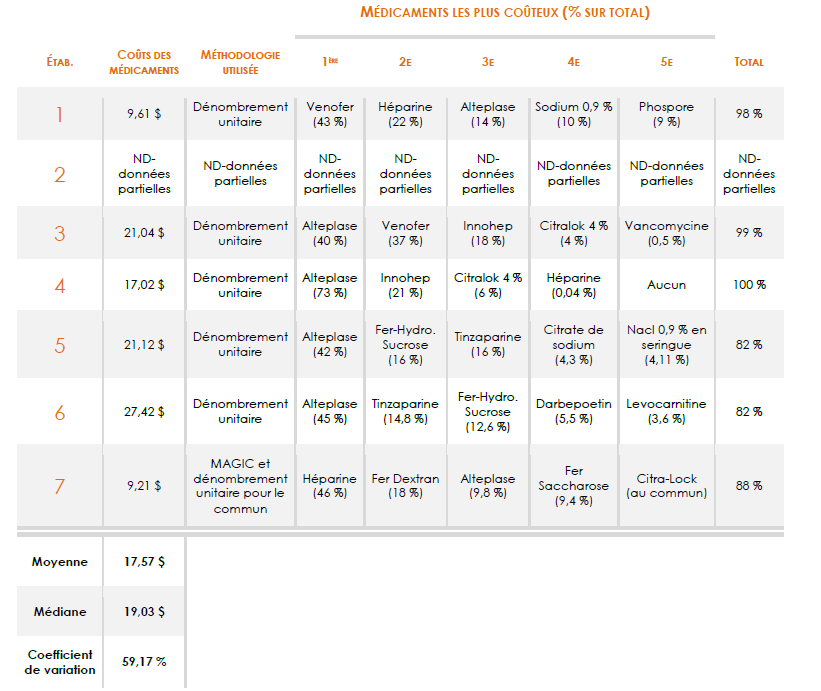 MÉDICAMENTS LES PLUS COÛTEUX (% SUR TOTAL)
ÉTAB. COÛTS DES MÉDICAMENTS MÉTHODOLOGIE UTILISÉE 1ÈRE 2E 3E 4E 5E TOTAL
1 9,61 $ Dénombrement unitaire Venofer (43 %) Héparine (22 %) Alteplase (14 %) Sodium 0,9 % (10 %) Phospore (9 %) 98 %
2 ND-données partielles ND-données partielles ND-données partielles ND-données partielles ND-données partielles ND-données partielles ND-données partielles ND-données partielles
3 21,04 $ Dénombrement unitaire Alteplase (40 %) Venofer (37 %) Innohep (18 %) Citralok 4 % (4 %) Vancomycine (0,5 %) 99 %
4 17,02 $ Dénombrement unitaire Alteplase (73 %) Innohep (21 %) Citralok 4 % (6 %) Héparine (0,04 %) Aucun 100 %
5 21,12 $ Dénombrement unitaire Alteplase (42 %) Fer-Hydro. Sucrose (16 %) Tinzaparine (16 %) Citrate de sodium (4,3 %) Nacl 0,9 % en seringue (4,11 %) 82 %
6 27,42 $ Dénombrement unitaire Alteplase (45 %) Tinzaparine (14,8 %) Fer-Hydro. Sucrose (12,6 %) Darbepoetin (5,5 %) Levocarnitine (3,6 %) 82 %
7 9,21 $ MAGIC et dénombrement unitaire pour le commun Héparine (46 %) Fer Dextran (18 %) Alteplase (9,8 %) Fer Saccharose (9,4 %) Citra-Lock (au commun) 88 %
Moyenne 17,57 $
Médiane 19,03 $
Coefficient de variation 59,17 %